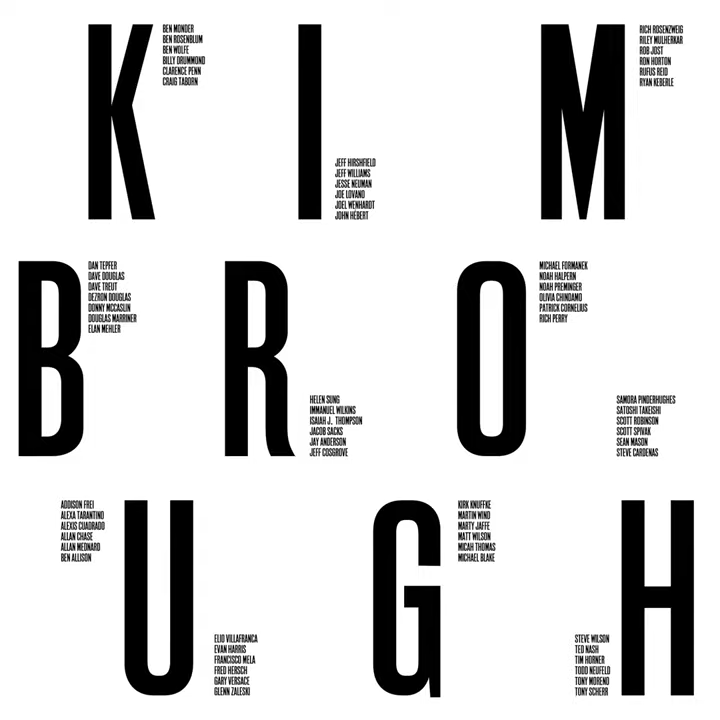 K
BEN MONDER
BEN ROSENBLUM
BEN WOLFE
BILLY DRUMMOND
CLARENCE PENN
CRAIG TABORN
I
JEFF HIRSHFIELD
JEFF WILLIAMS
JESSE NEUMAN
JOE LOVANO
JOEL WENHARDT
JOHN HÉBERT
M
RICH ROSENZWEIG
RILEY MULHERKAR
ROB JOST
RON HORTON
RUFUS REID
RYAN KEBERLE
B
DAN TEPFER
DAVE DOUGLAS
DAVE TREUT
DEZRON DOUGLAS
DONNY MCCASLIN
DOUGLAS MARRINER
ELAN MEHLER
R
HELEN SUNG
IMMANUEL WILKINS
ISAIAH J. THOMPSON
JACOB SACKS
JAY ANDERSON
JEFF COSGROVE
O
MICHAEL FORMANEK
NOAH HALPERN
NOAH PREMINGER
OLIVIA CHINDAMO
PATRICK CORNELIUS
RICH PERRY
SAMORA PINDERHUGHES
SATOSHI TAKEISHI
SCOTT ROBINSON
SCOTT SPIVAK
SEAN MASON
STEVE CARDENAS
ADDISON FREI
ALEXA TARANTINO
ALEXIS CUADRADO
ALLAN CHASE
ALLAN MEDNARD
BEN ALLISON
U
ELIO VILLAFRANCA
EVAN HARRIS
FRANCISCO MELA
FRED HERSCH
GARY VERSACE
GLENN ZALESKI
G
KIRK KNUFFKE
MARTIN WIND
MARTY JAFFE
MATT WILSON
MICAH THOMAS
MICHAEL BLAKE
STEVE WILSON
TED NASH
TIM HORNER
TODD NEUFELD
TONY MORENO
TONY SCHERR
H